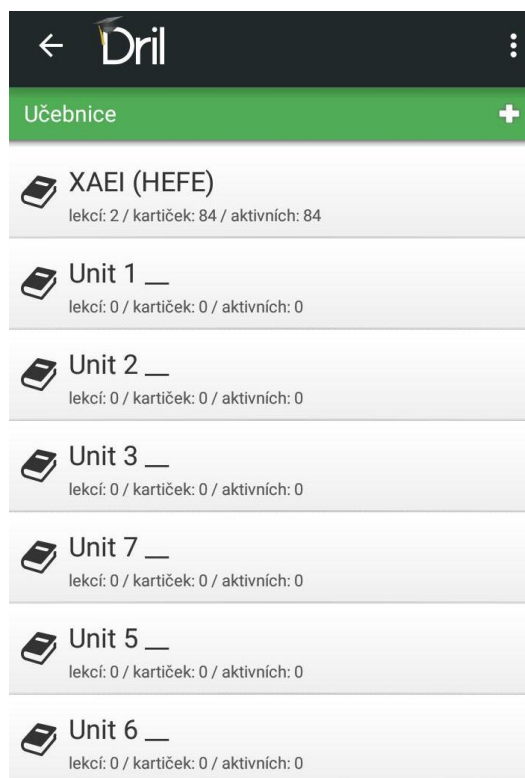 Dril
Učebnice
XAEI (HEFE)
lekcí: 2 / kartiček: 84 / aktivních: 84
Unit 1 __
lekcí: 0 / kartiček: 0 / aktivních: 0
Unit 2 __
lekcí: 0 / kartiček: 0 / aktivních: 0
Unit 3 __
lekcí: 0 / kartiček: 0 / aktivních: 0
Unit 7 __
lekcí: 0 / kartiček: 0 / aktivních: 0
Unit 5 __
lekcí: 0 / kartiček: 0 / aktivních: 0
Unit 6 __
lekcí: 0 / kartiček: 0 / aktivních: 0